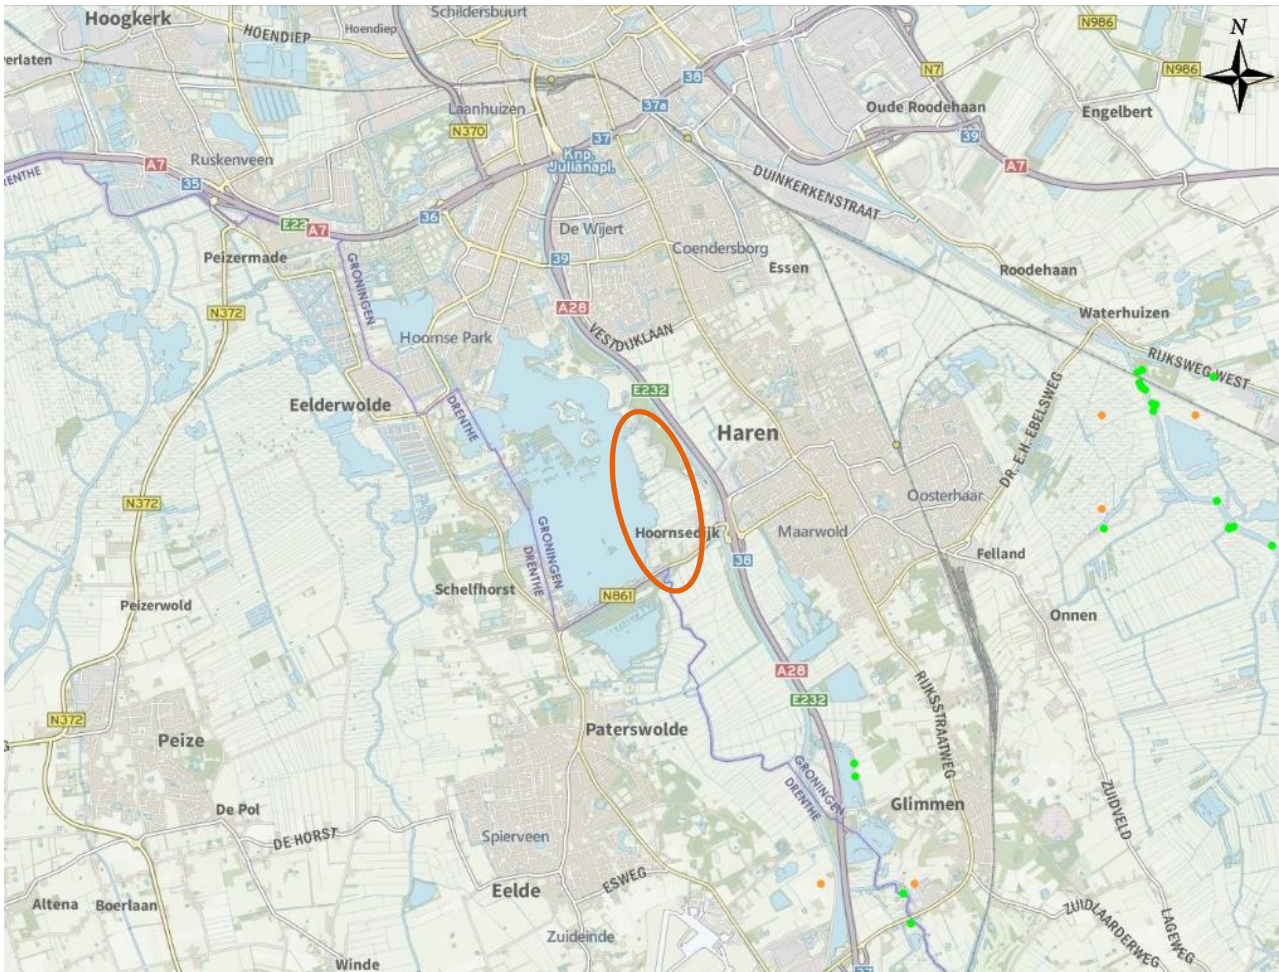 Hoogkerk
HOENDIEP
Hoendiep
Schildersbuurt
N986
N
erlaten
38
N7
N986
37a
Laanhuizen
Oude Roodehaan
Engelbert
N370
37
39
Knp.
Julianapl.
A7
Ruskenveen
A7
RENTHE
35
DUINKERKENSTRAAT
E22
A7
36
De Wijert
Coendersborg
Peizermade
39
Essen
Roodehaan
GRONINGEN
N372
A28
Waterhuizen
Hoornse Park
VESTDIJKLAAN
RIJKSWEG WEST
E232
Eelderwolde
DRENTHE
Haren
DR. E.H. EBELSWEG
N372
Oosterhaar
Hoornsedijk
Maarwold
GRONINGEN
DRENTHE
38
Felland
Schelfhorst
N861
Peizerwold
Onnen
A28
E232
RIJKSSTRAATWEG
N372
Peize
Paterswolde
G
GRONINGEN
DRENTHE
Glimmen
ZUIDVELD
De Pol
DE HORST
Spierveen
Eelde
ESWEG
Altena
Boerlaan
ZUIDLAARDERWEG
LAGEWEG
Zuideinde
Winde